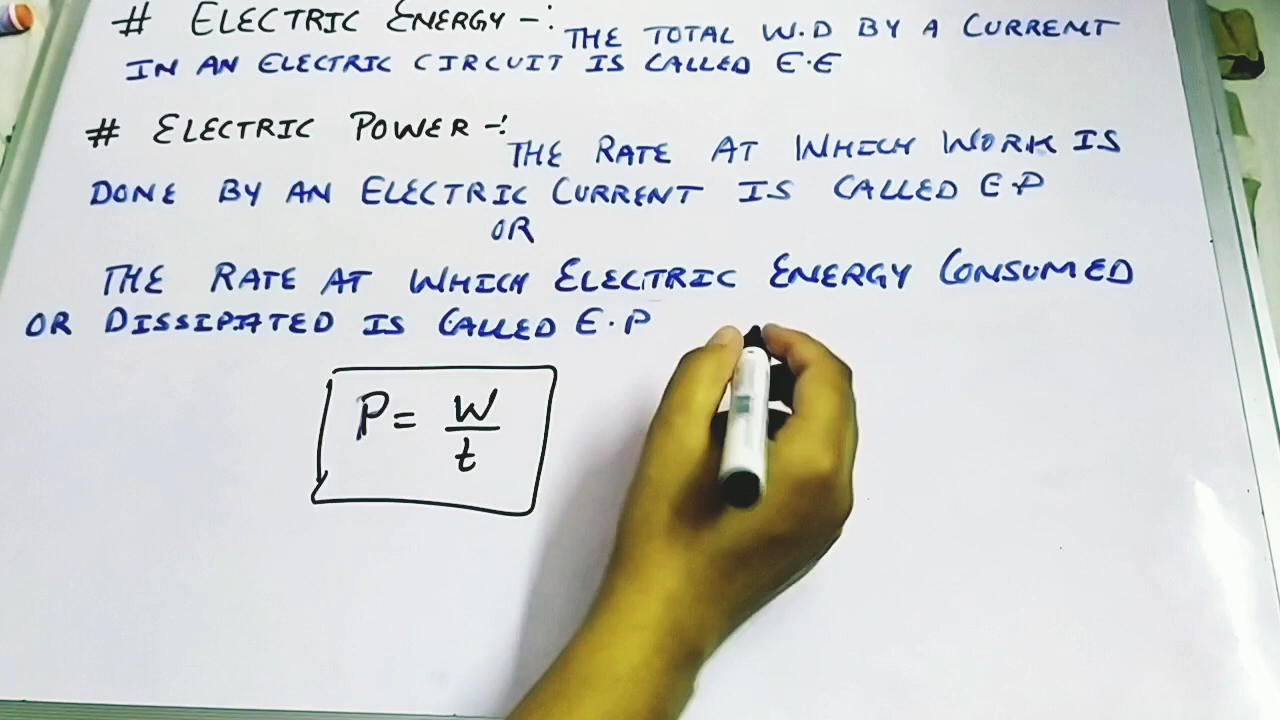 # ELECTRIC ENERGY -: THE TOTAL W.D BY A CURRENT
IN AN ELECTRIC CIRCUIT IS CALLED E.E
# ELECTRIC POWER -: THE RATE AT WHICH WORK IS
DONE BY AN ELECTRIC CURRENT IS CALLED E.P
OR
THE RATE AT WHICH ELECTRIC ENERGY CONSUMED
OR DISSIPIATED IS CALLED E.P
P = W/t